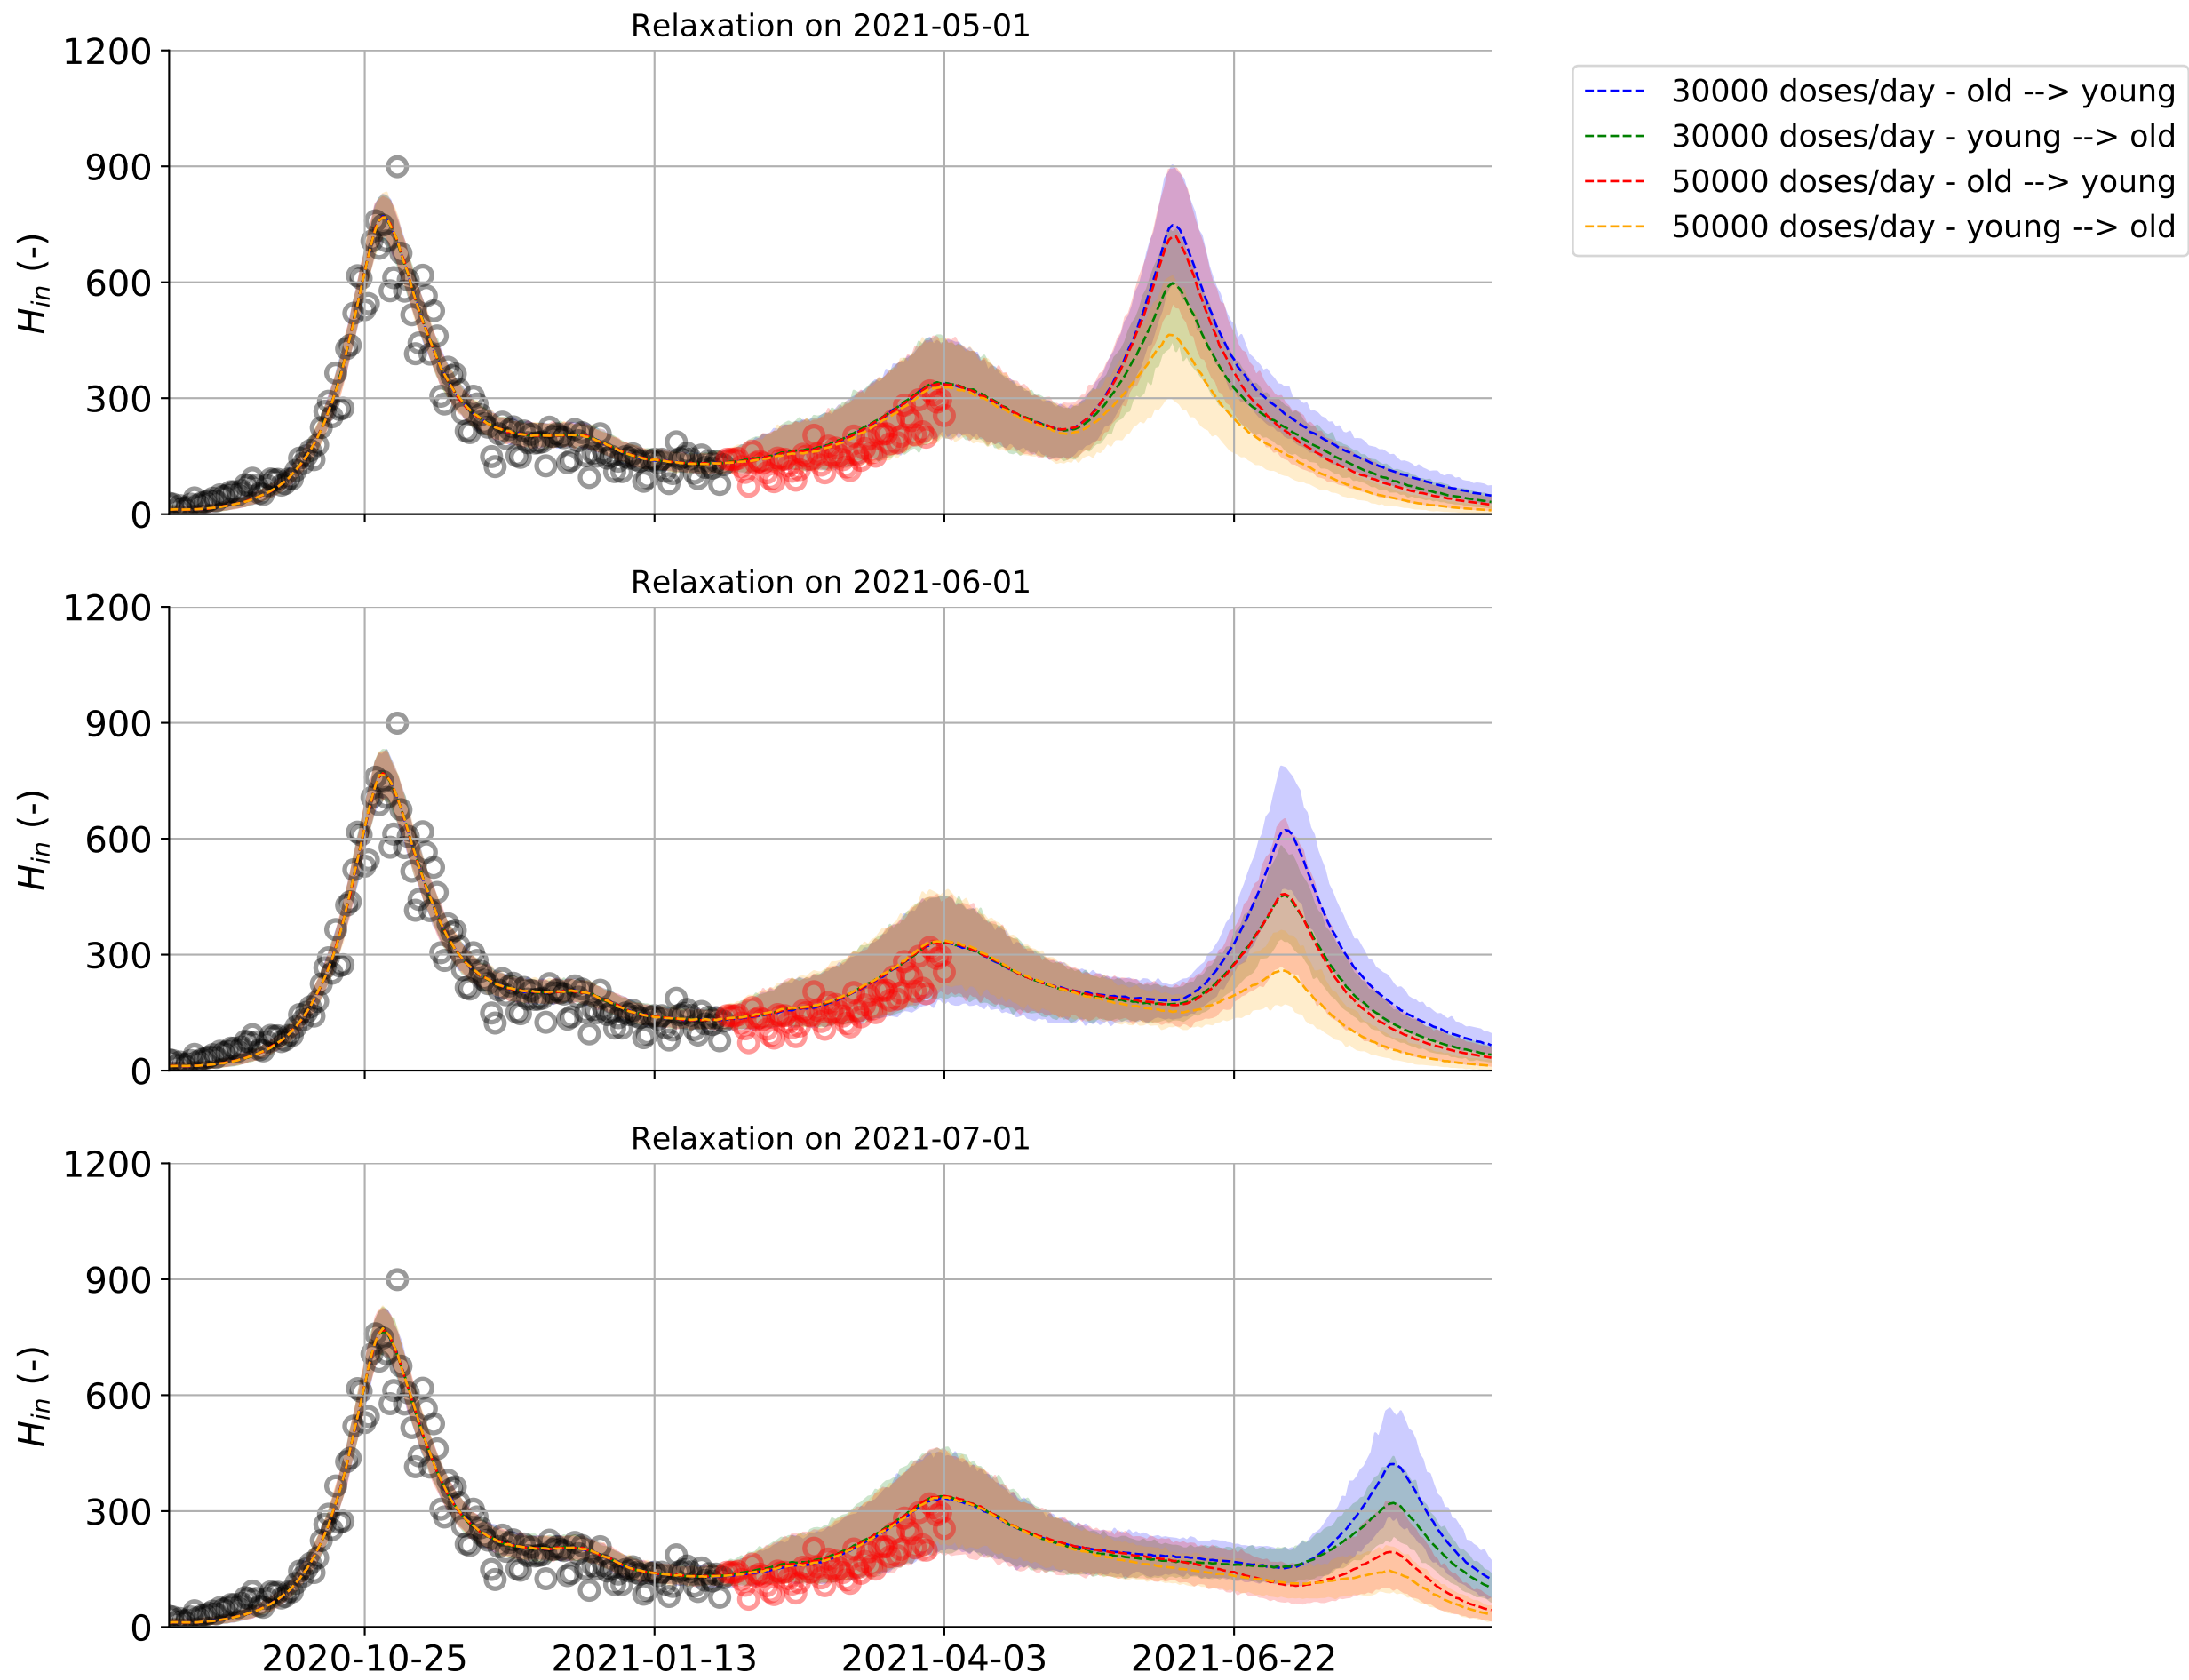 Relaxation on 2021-05-01
1200
900
600
300
0
H_in (-)
30000 doses/day - old --> young
30000 doses/day - young --> old
50000 doses/day - old --> young
50000 doses/day - young --> old
Relaxation on 2021-06-01
1200
900
600
300
0
H_in (-)
Relaxation on 2021-07-01
1200
900
600
300
0
H_in (-)
2020-10-25 2021-01-13 2021-04-03 2021-06-22